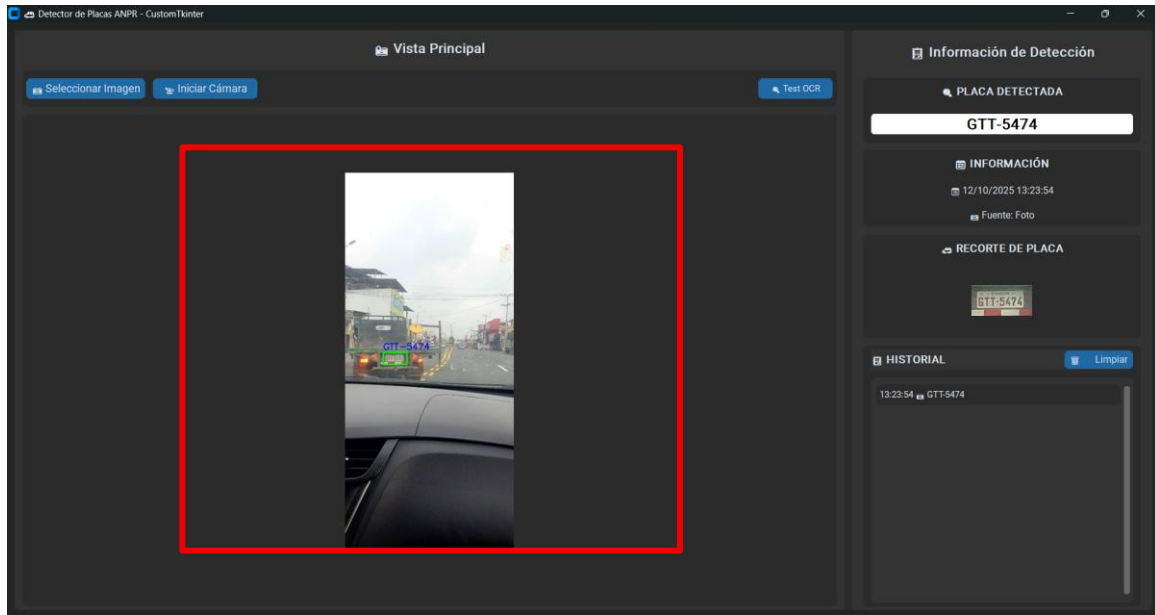 Detector de Placas ANPR - CustomTkinter
Vista Principal
Seleccionar Imagen
Iniciar Cámara
Test OCR
GTT-5474
Información de Detección
PLACA DETECTADA
GTT-5474
INFORMACIÓN
12/10/2025 13:23:54
Fuente: Foto
RECORTE DE PLACA
GTT-5474
HISTORIAL
Limpiar
13:23:54 GTT-5474